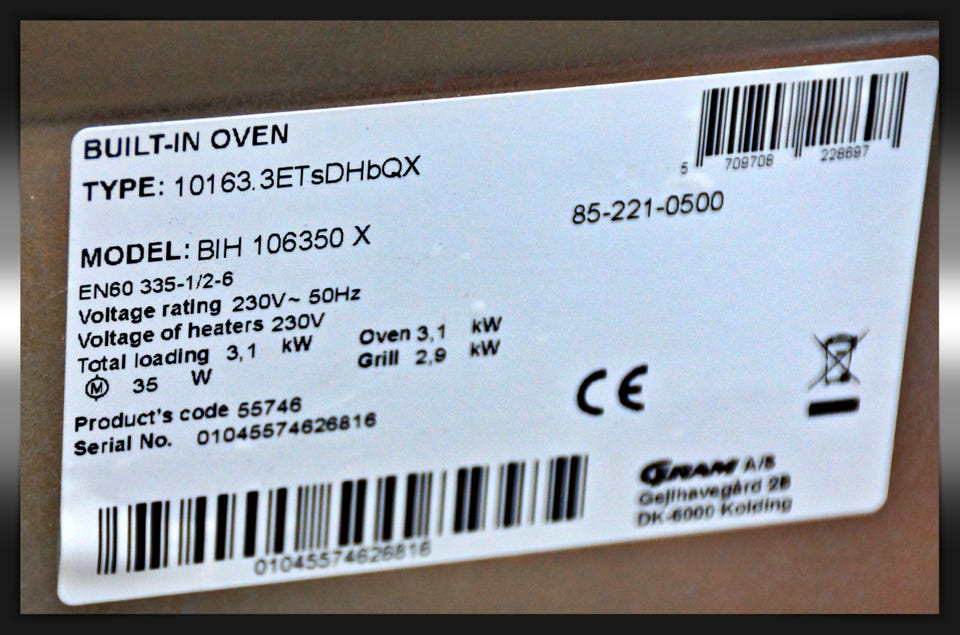 BUILT-IN OVEN
TYPE: 10163.3ETsDHbQX
5 709708 228697
85-221-0500
MODEL: BIH 106350 X
EN60 335-1/2-6
Voltage rating 230V~ 50Hz
Voltage of heaters 230V
Total loading 3,1 kW Oven 3,1 kW
M 35 W Grill 2,9 kW
Product's code 55746
Serial No. 01045574626816
CE
01045574626816
GRAM A/S
Gejlhavegård 2B
DK-6000 Kolding